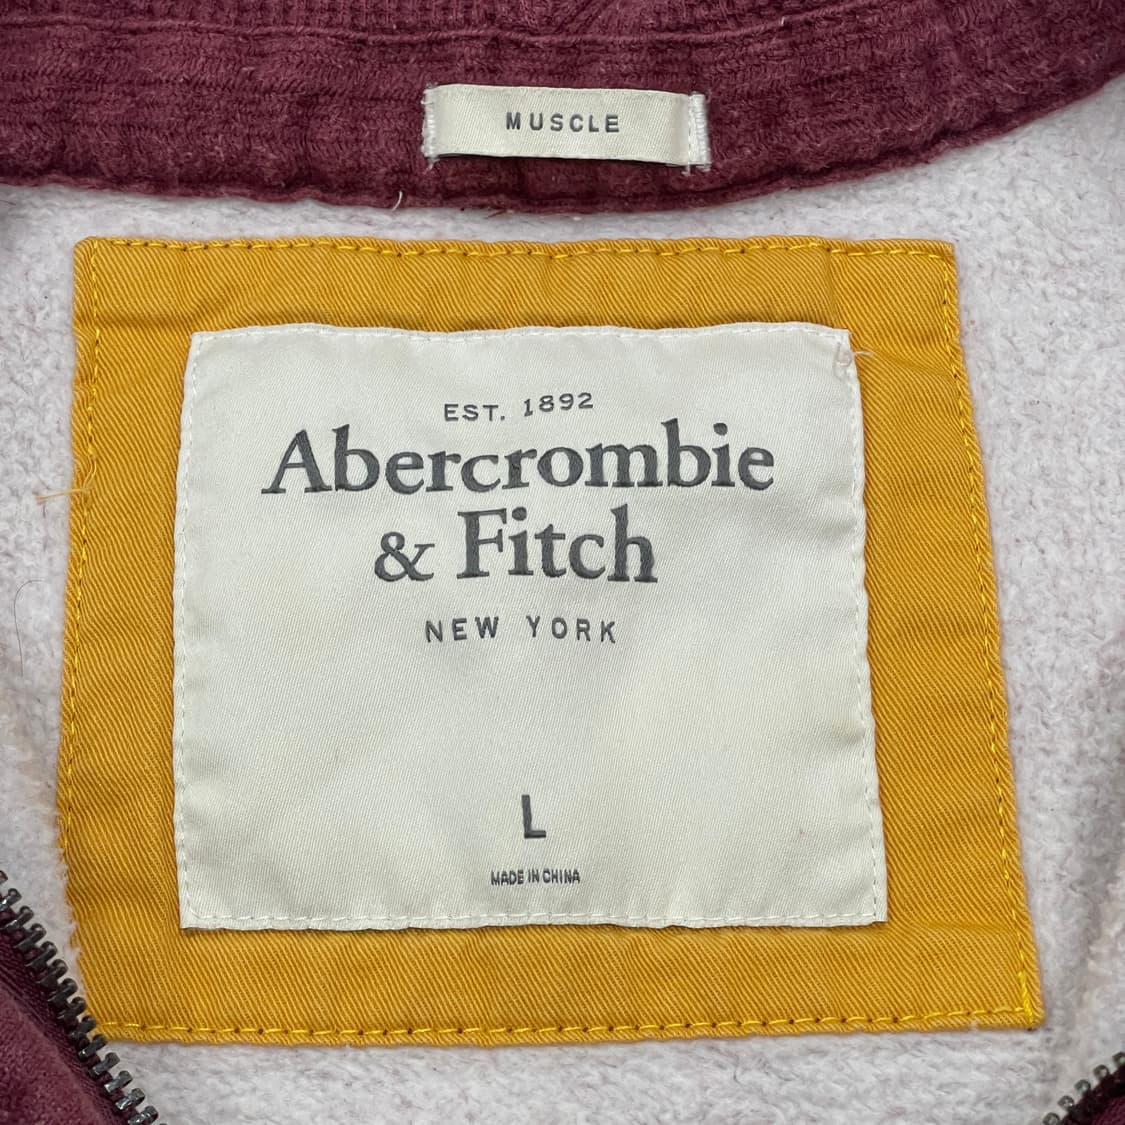 MUSCLE
EST. 1892
Abercrombie
& Fitch
NEW YORK
L
MADE IN CHINA